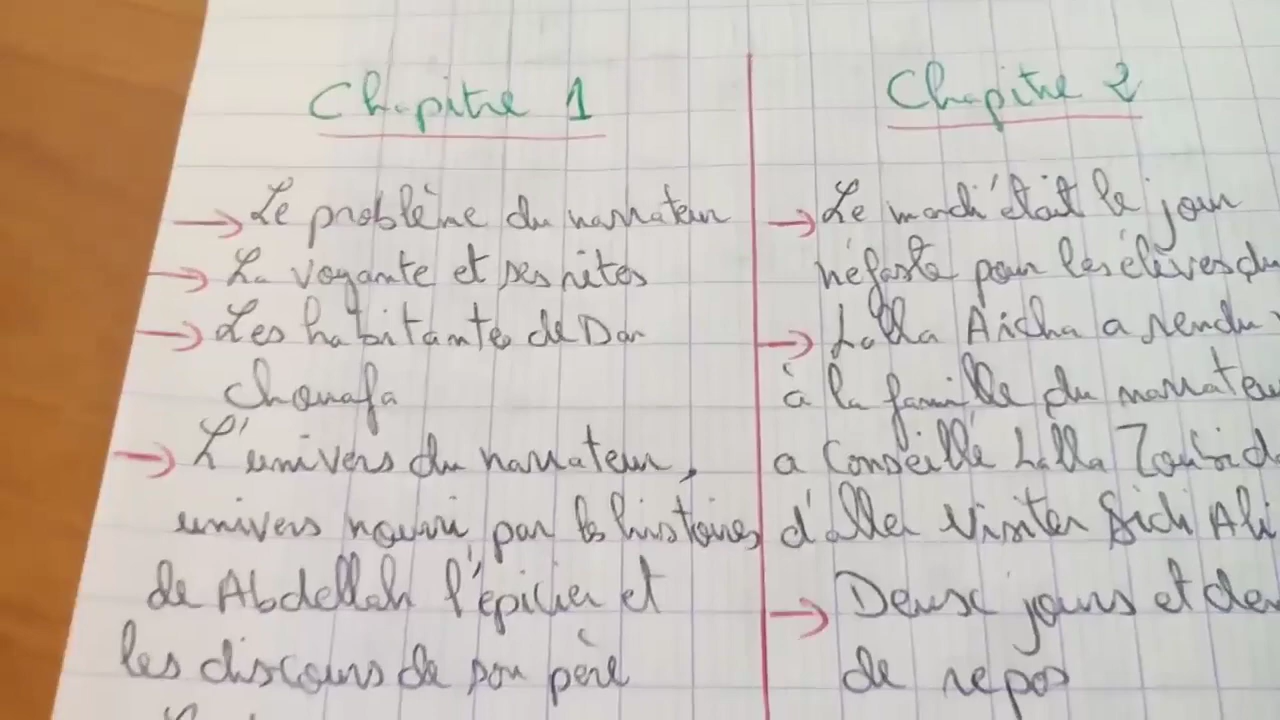 Chapitre 1
→ Le problème du narrateur
→ La voyante et ses rites
→ Les habitantes de Dar
chouafa
→ L'univers du narrateur,
univers nourri par les histoires
de Abdellah l'épicier et
les discours de son père
Chapitre 2
→ Le mardi était le jour
néfaste pour les élèves du
→ Lalla Aicha a rendu
à la famille du narrateu
a Conseillé Lalla Zoubid
d'aller visiter Sidi Ali
→ Deux jours et de
de repos